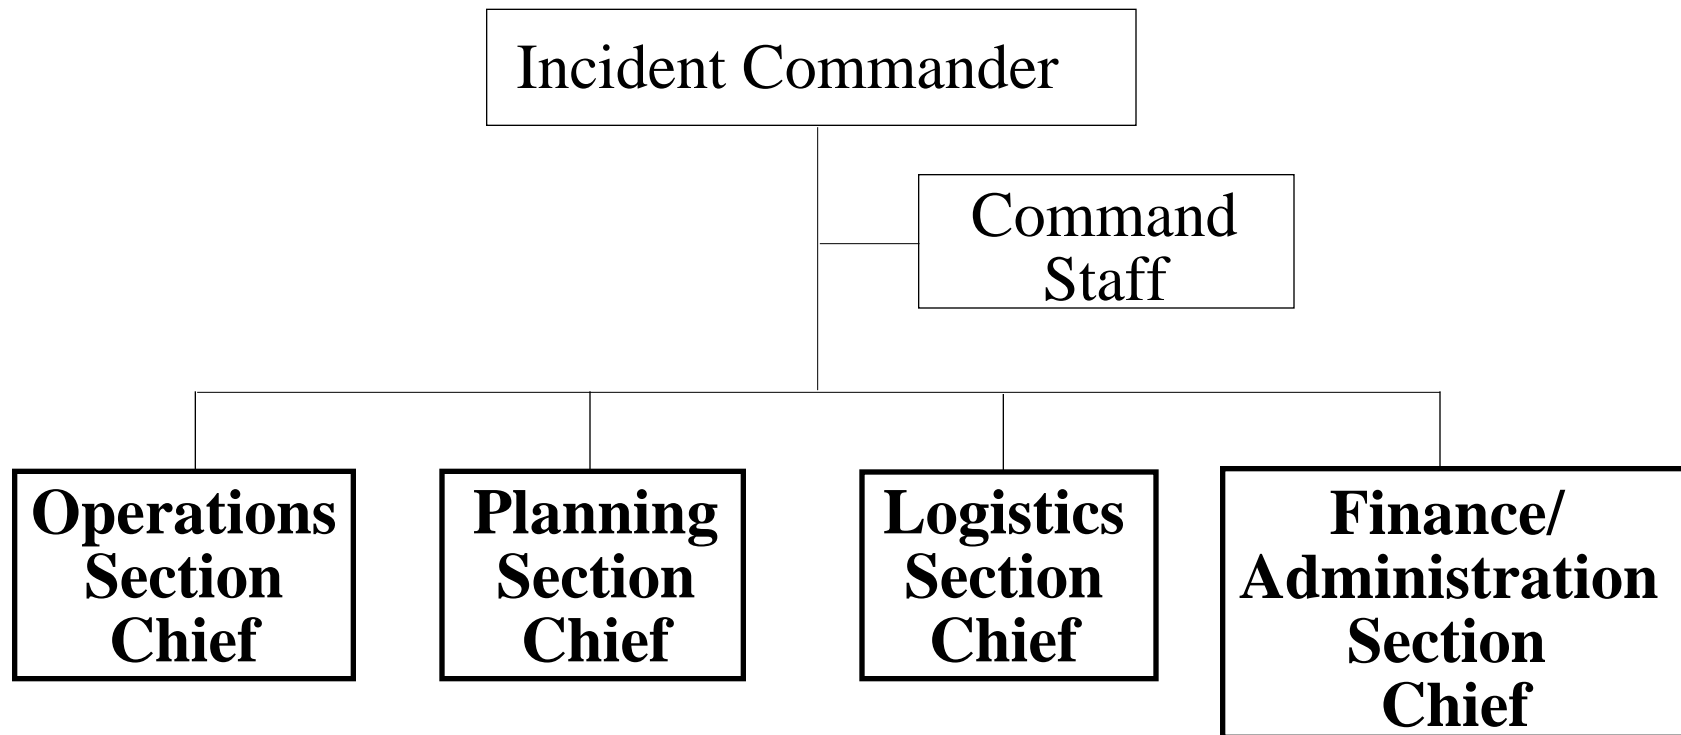 Incident Commander
Command
Staff
Operations
Section
Chief
Planning
Section
Chief
Logistics
Section
Chief
Finance/
Administration
Section
Chief